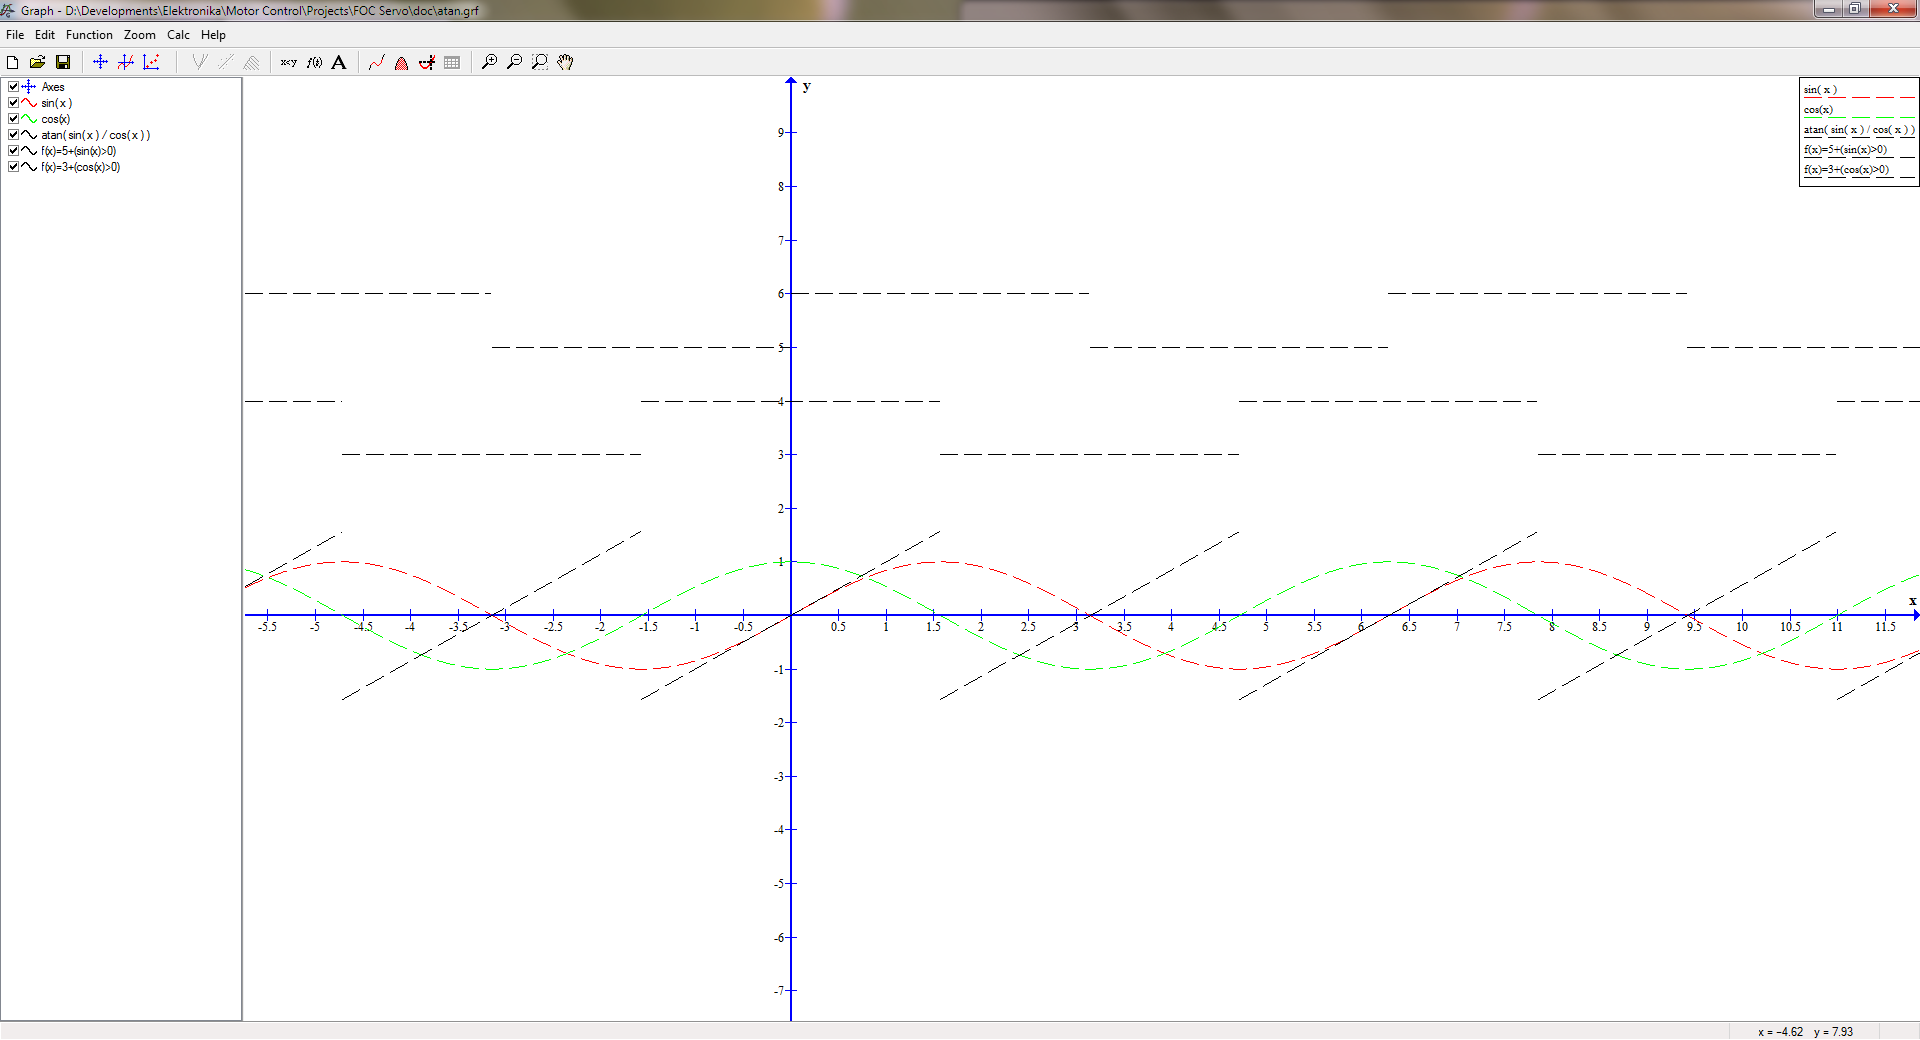 Graph - D:\Developments\Elektronika\Motor Control\Projects\FOC Servo\doc\atan.grf
File Edit Function Zoom Calc Help
x<y f(t) A
Axes
sin( x )
cos(x)
atan( sin( x ) / cos( x ) )
f(x)=5+(sin(x)>0)
f(x)=3+(cos(x)>0)
y
sin( x )
cos(x)
atan( sin( x ) / cos( x ) )
f(x)=5+(sin(x)>0)
f(x)=3+(cos(x)>0)
9
8
7
6
5
4
3
2
1
x
-5.5 -5 -4.5 -4 -3.5 -3 -2.5 -2 -1.5 -1 -0.5 0.5 1 1.5 2 2.5 3 3.5 4 4.5 5 5.5 6 6.5 7 7.5 8 8.5 9 9.5 10 10.5 11 11.5
-1
-2
-3
-4
-5
-6
-7
x = -4.62 y = 7.93